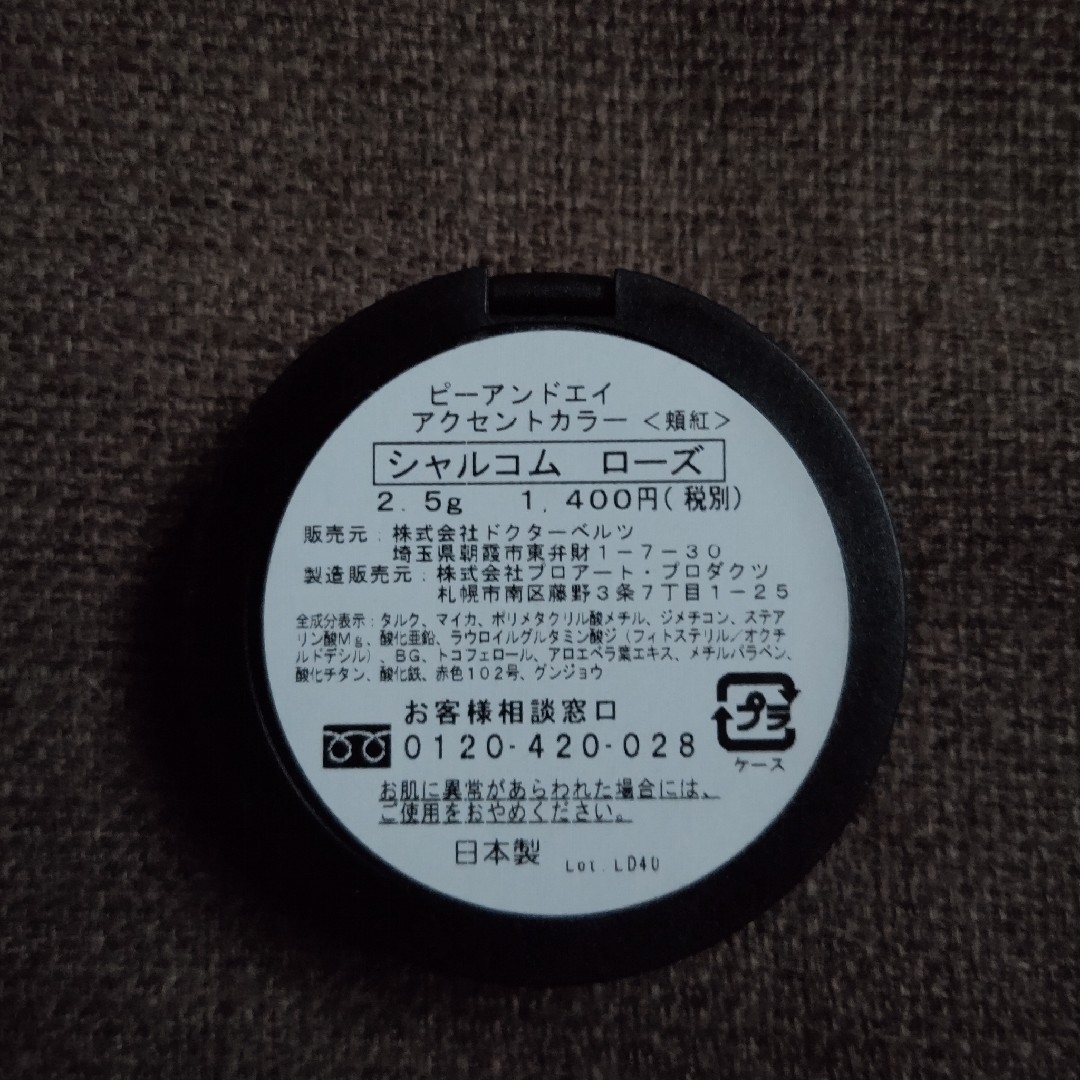 ピーアンドエイ
アクセントカラー＜頬紅＞
シャルコム　ローズ
２．５ｇ　１，４００円（税別）
販売元：株式会社ドクターベルツ
埼玉県朝霞市東弁財１－７－３０
製造販売元：株式会社プロアート・プロダクツ
札幌市南区藤野３条７丁目１－２５
全成分表示：タルク、マイカ、ポリメタクリル酸メチル、ジメチコン、ステア
リン酸Ｍｇ、酸化亜鉛、ラウロイルグルタミン酸ジ（フィトステリル／オクチ
ルドデシル）、ＢＧ、トコフェロール、アロエベラ葉エキス、メチルパラベン、
酸化チタン、酸化鉄、赤色１０２号、グンジョウ
お客様相談窓口
０１２０-４２０-０２８
プラ
ケース
お肌に異常があらわれた場合には、
ご使用をおやめください。
日本製　Lot. LD40